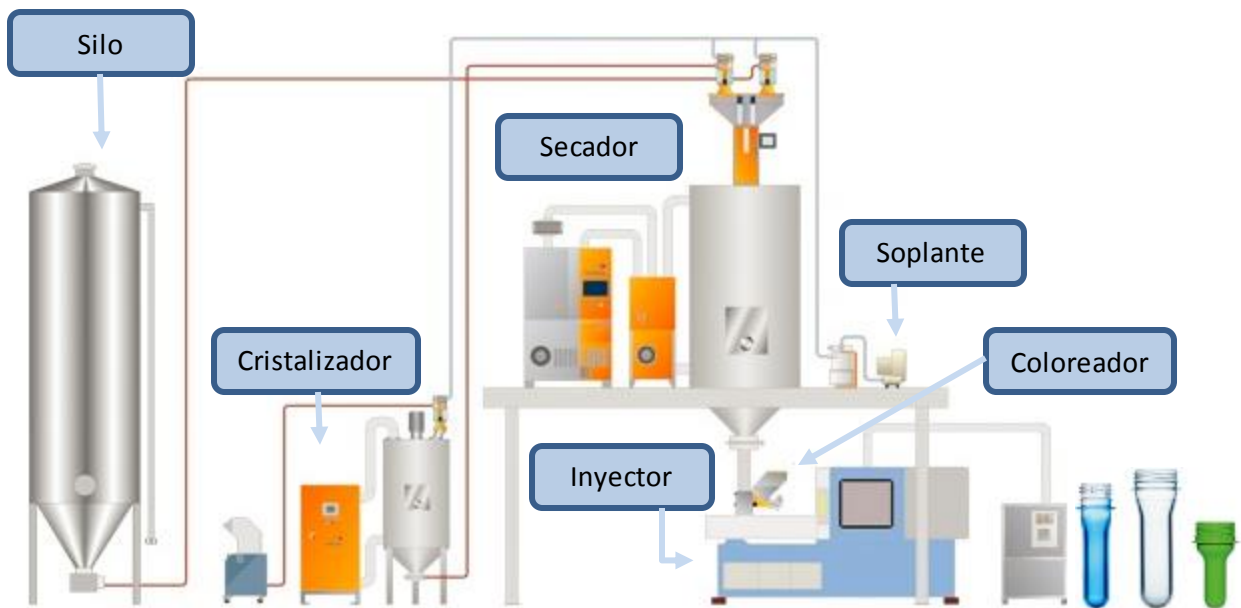 Silo
Secador
Soplante
Cristalizador
Coloreador
Inyector